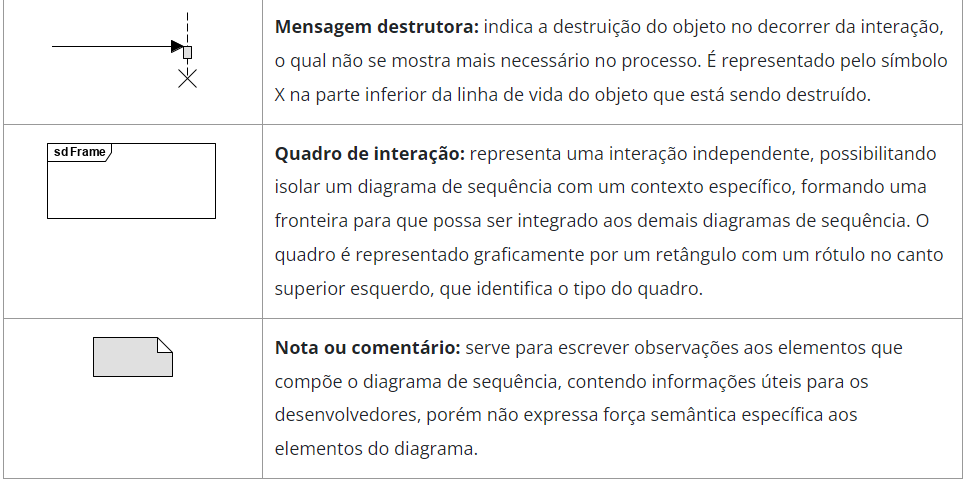 Mensagem destrutora: indica a destruição do objeto no decorrer da interação,
o qual não se mostra mais necessário no processo. É representado pelo símbolo
X na parte inferior da linha de vida do objeto que está sendo destruído.
sd Frame
Quadro de interação: representa uma interação independente, possibilitando
isolar um diagrama de sequência com um contexto específico, formando uma
fronteira para que possa ser integrado aos demais diagramas de sequência. O
quadro é representado graficamente por um retângulo com um rótulo no canto
superior esquerdo, que identifica o tipo do quadro.
Nota ou comentário: serve para escrever observações aos elementos que
compõe o diagrama de sequência, contendo informações úteis para os
desenvolvedores, porém não expressa força semântica específica aos
elementos do diagrama.